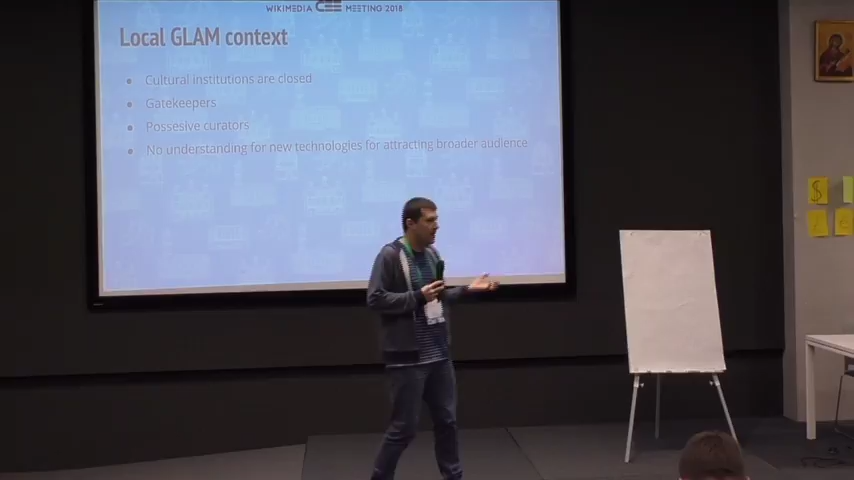 WIKIMEDIA CEE MEETING 2018
Local GLAM context
Cultural institutions are closed
Gatekeepers
Possesive curators
No understanding for new technologies for attracting broader audience
$